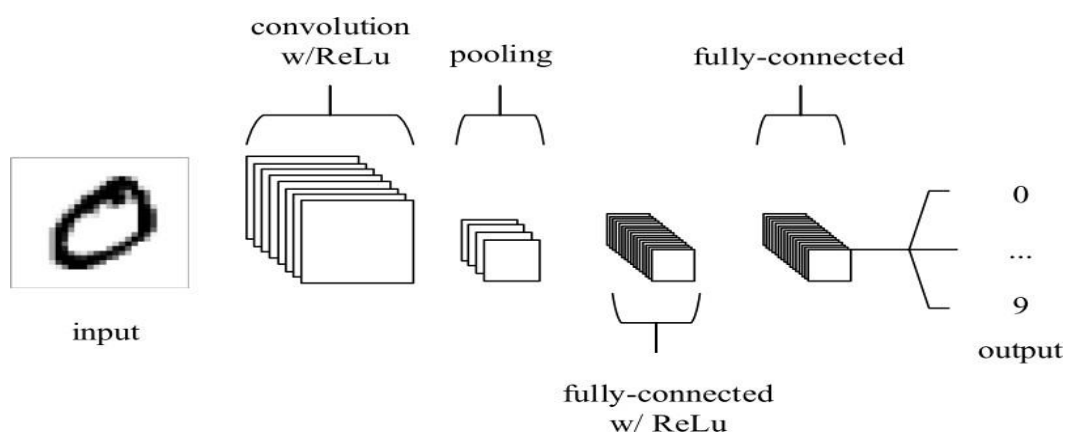 convolution
w/ReLu
pooling
fully-connected
input
fully-connected
w/ ReLu
0
...
9
output